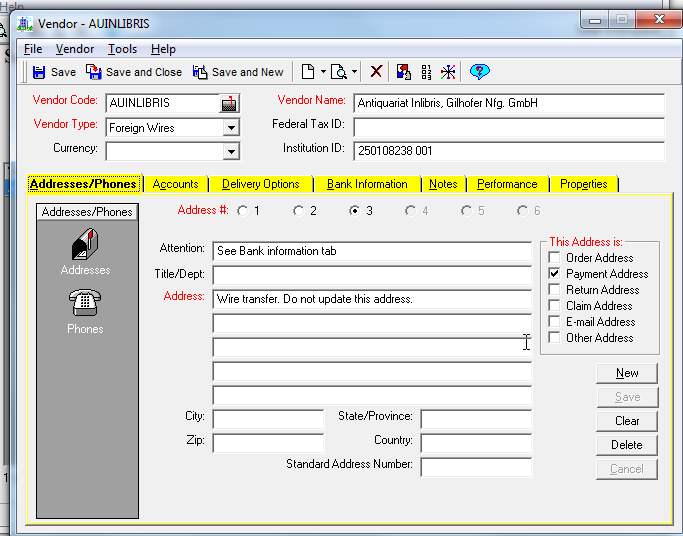 Help
Vendor - AUINLIBRIS
File Vendor Tools Help
Save Save and Close Save and New
Vendor Code: AUINLIBRIS Vendor Name: Antiquariat Inlibris, Gilhofer Nfg. GmbH
Vendor Type: Foreign Wires Federal Tax ID:
Currency: Institution ID: 250108238 001
Addresses/Phones Accounts Delivery Options Bank Information Notes Performance Properties
Addresses/Phones Address #: 1 2 3 4 5 6
Addresses
Phones
Attention: See Bank information tab
Title/Dept:
Address: Wire transfer. Do not update this address.
City: State/Province:
Zip: Country:
Standard Address Number:
This Address is:
Order Address
Payment Address
Return Address
Claim Address
E-mail Address
Other Address
New
Save
Clear
Delete
Cancel